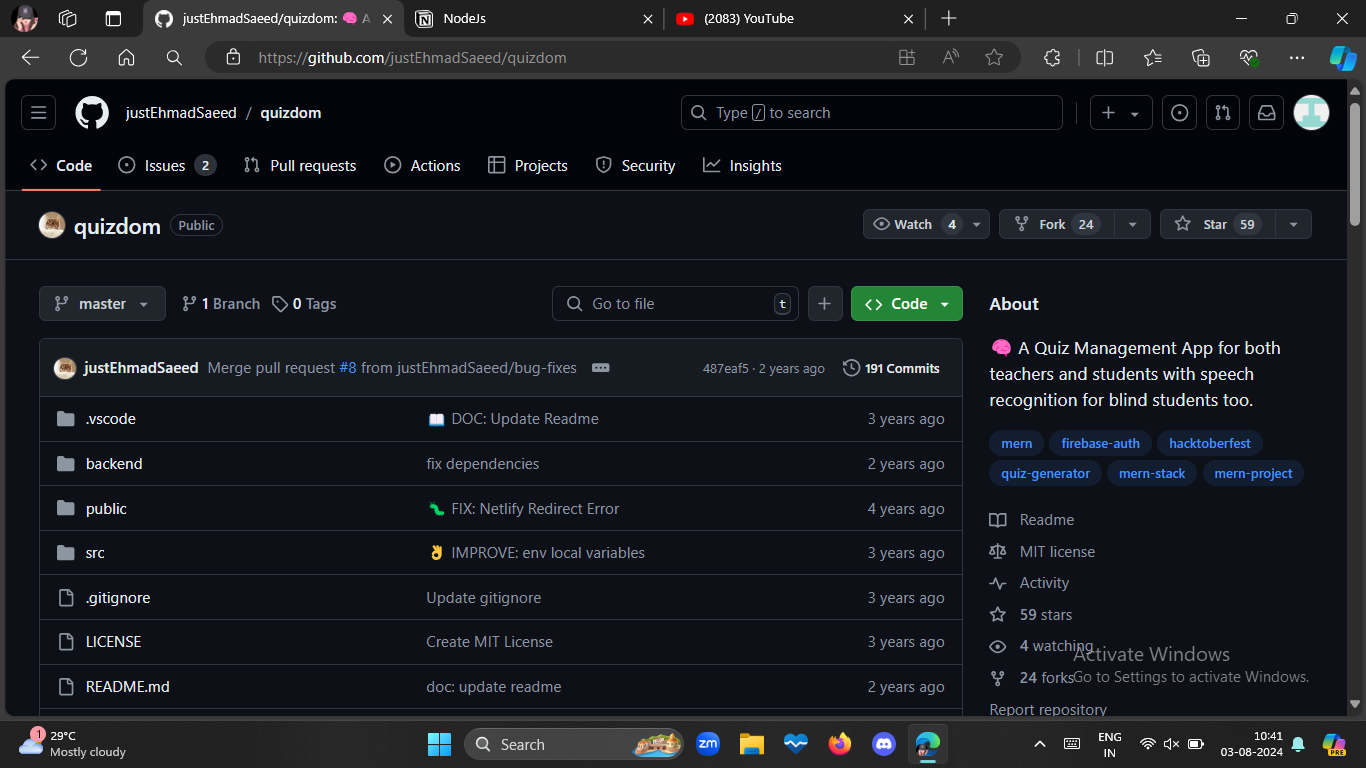 justEhmadSaeed/quizdom: 🧠 A
NodeJs
(2083) YouTube
https://github.com/justEhmadSaeed/quizdom
justEhmadSaeed / quizdom
Type / to search
Code
Issues 2
Pull requests
Actions
Projects
Security
Insights
quizdom Public
Watch 4
Fork 24
Star 59
master
1 Branch
0 Tags
Go to file t
Code
justEhmadSaeed Merge pull request #8 from justEhmadSaeed/bug-fixes
487eaf5 · 2 years ago
191 Commits
.vscode 📖 DOC: Update Readme 3 years ago
backend fix dependencies 2 years ago
public 🐛 FIX: Netlify Redirect Error 4 years ago
src 👌 IMPROVE: env local variables 3 years ago
.gitignore Update gitignore 3 years ago
LICENSE Create MIT License 3 years ago
README.md doc: update readme 2 years ago
About
🧠 A Quiz Management App for both
teachers and students with speech
recognition for blind students too.
mern firebase-auth hacktoberfest
quiz-generator mern-stack mern-project
Readme
MIT license
Activity
59 stars
4 watching
24 forks
Report repository
Activate Windows
Go to Settings to activate Windows.
1
29°C
Mostly cloudy
Search
zm
ENG
IN
10:41
03-08-2024
PRE